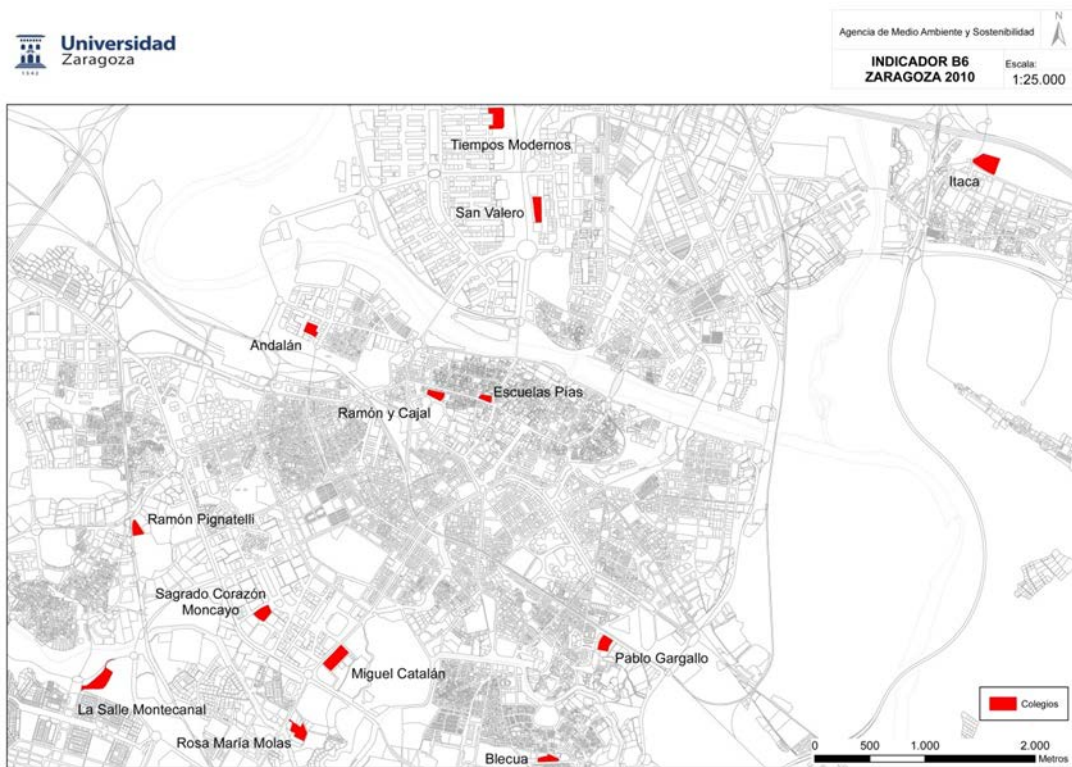 Universidad
Zaragoza
1542
Agencia de Medio Ambiente y Sostenibilidad
N
INDICADOR B6
ZARAGOZA 2010
Escala:
1:25.000
Tiempos Modernos
Itaca
San Valero
Andalán
Escuelas Pías
Ramón y Cajal
Ramón Pignatelli
Sagrado Corazón
Moncayo
Miguel Catalán
Pablo Gargallo
La Salle Montecanal
Rosa María Molas
Blecua
Colegios
0 500 1.000 2.000
Metros